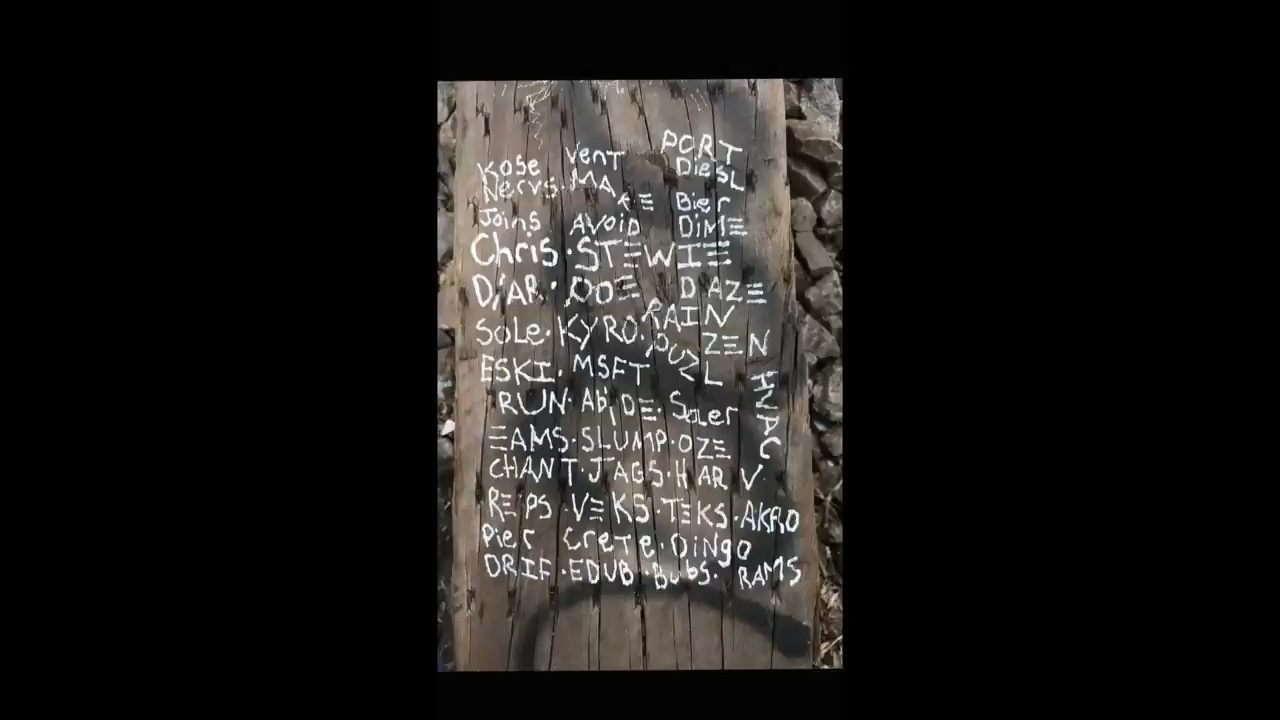 Kose Vent PORT
Nervs. MAKE Diesl
Bier
Joins AVOiD DiME
Chris. STEWIE
DiAR. DOE DAZE
SoLe. KYRO. RAIN
PUZL ZEN
ESKI. MSFT
HVAC
RUN. AbiDE. Soler
EAMS. SLUMP. OZE
CHANT. JAGS. HARV
REPS. VEKS. TEKS. AKRO
Pier CreTe. DiNgo
DRIF. EDUB. Bubs. RAMS